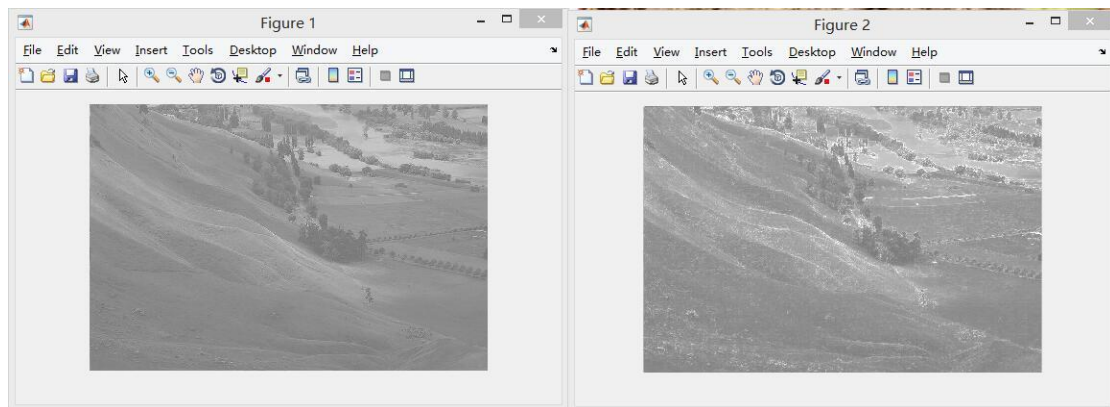 Figure 1
File Edit View Insert Tools Desktop Window Help
Figure 2
File Edit View Insert Tools Desktop Window Help